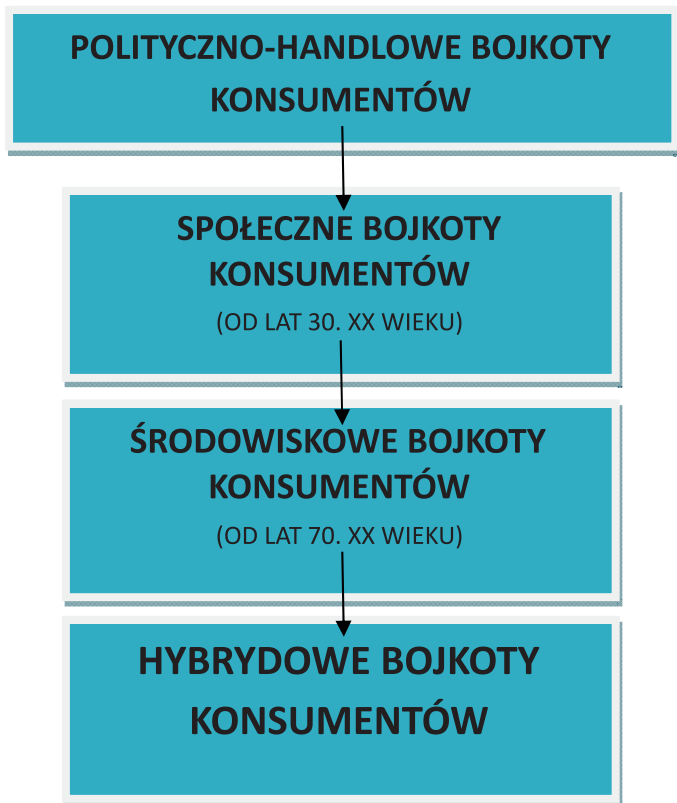 POLITYCZNO-HANDLOWE BOJKOTY
KONSUMENTÓW
SPOŁECZNE BOJKOTY
KONSUMENTÓW
(OD LAT 30. XX WIEKU)
ŚRODOWISKOWE BOJKOTY
KONSUMENTÓW
(OD LAT 70. XX WIEKU)
HYBRYDOWE BOJKOTY
KONSUMENTÓW